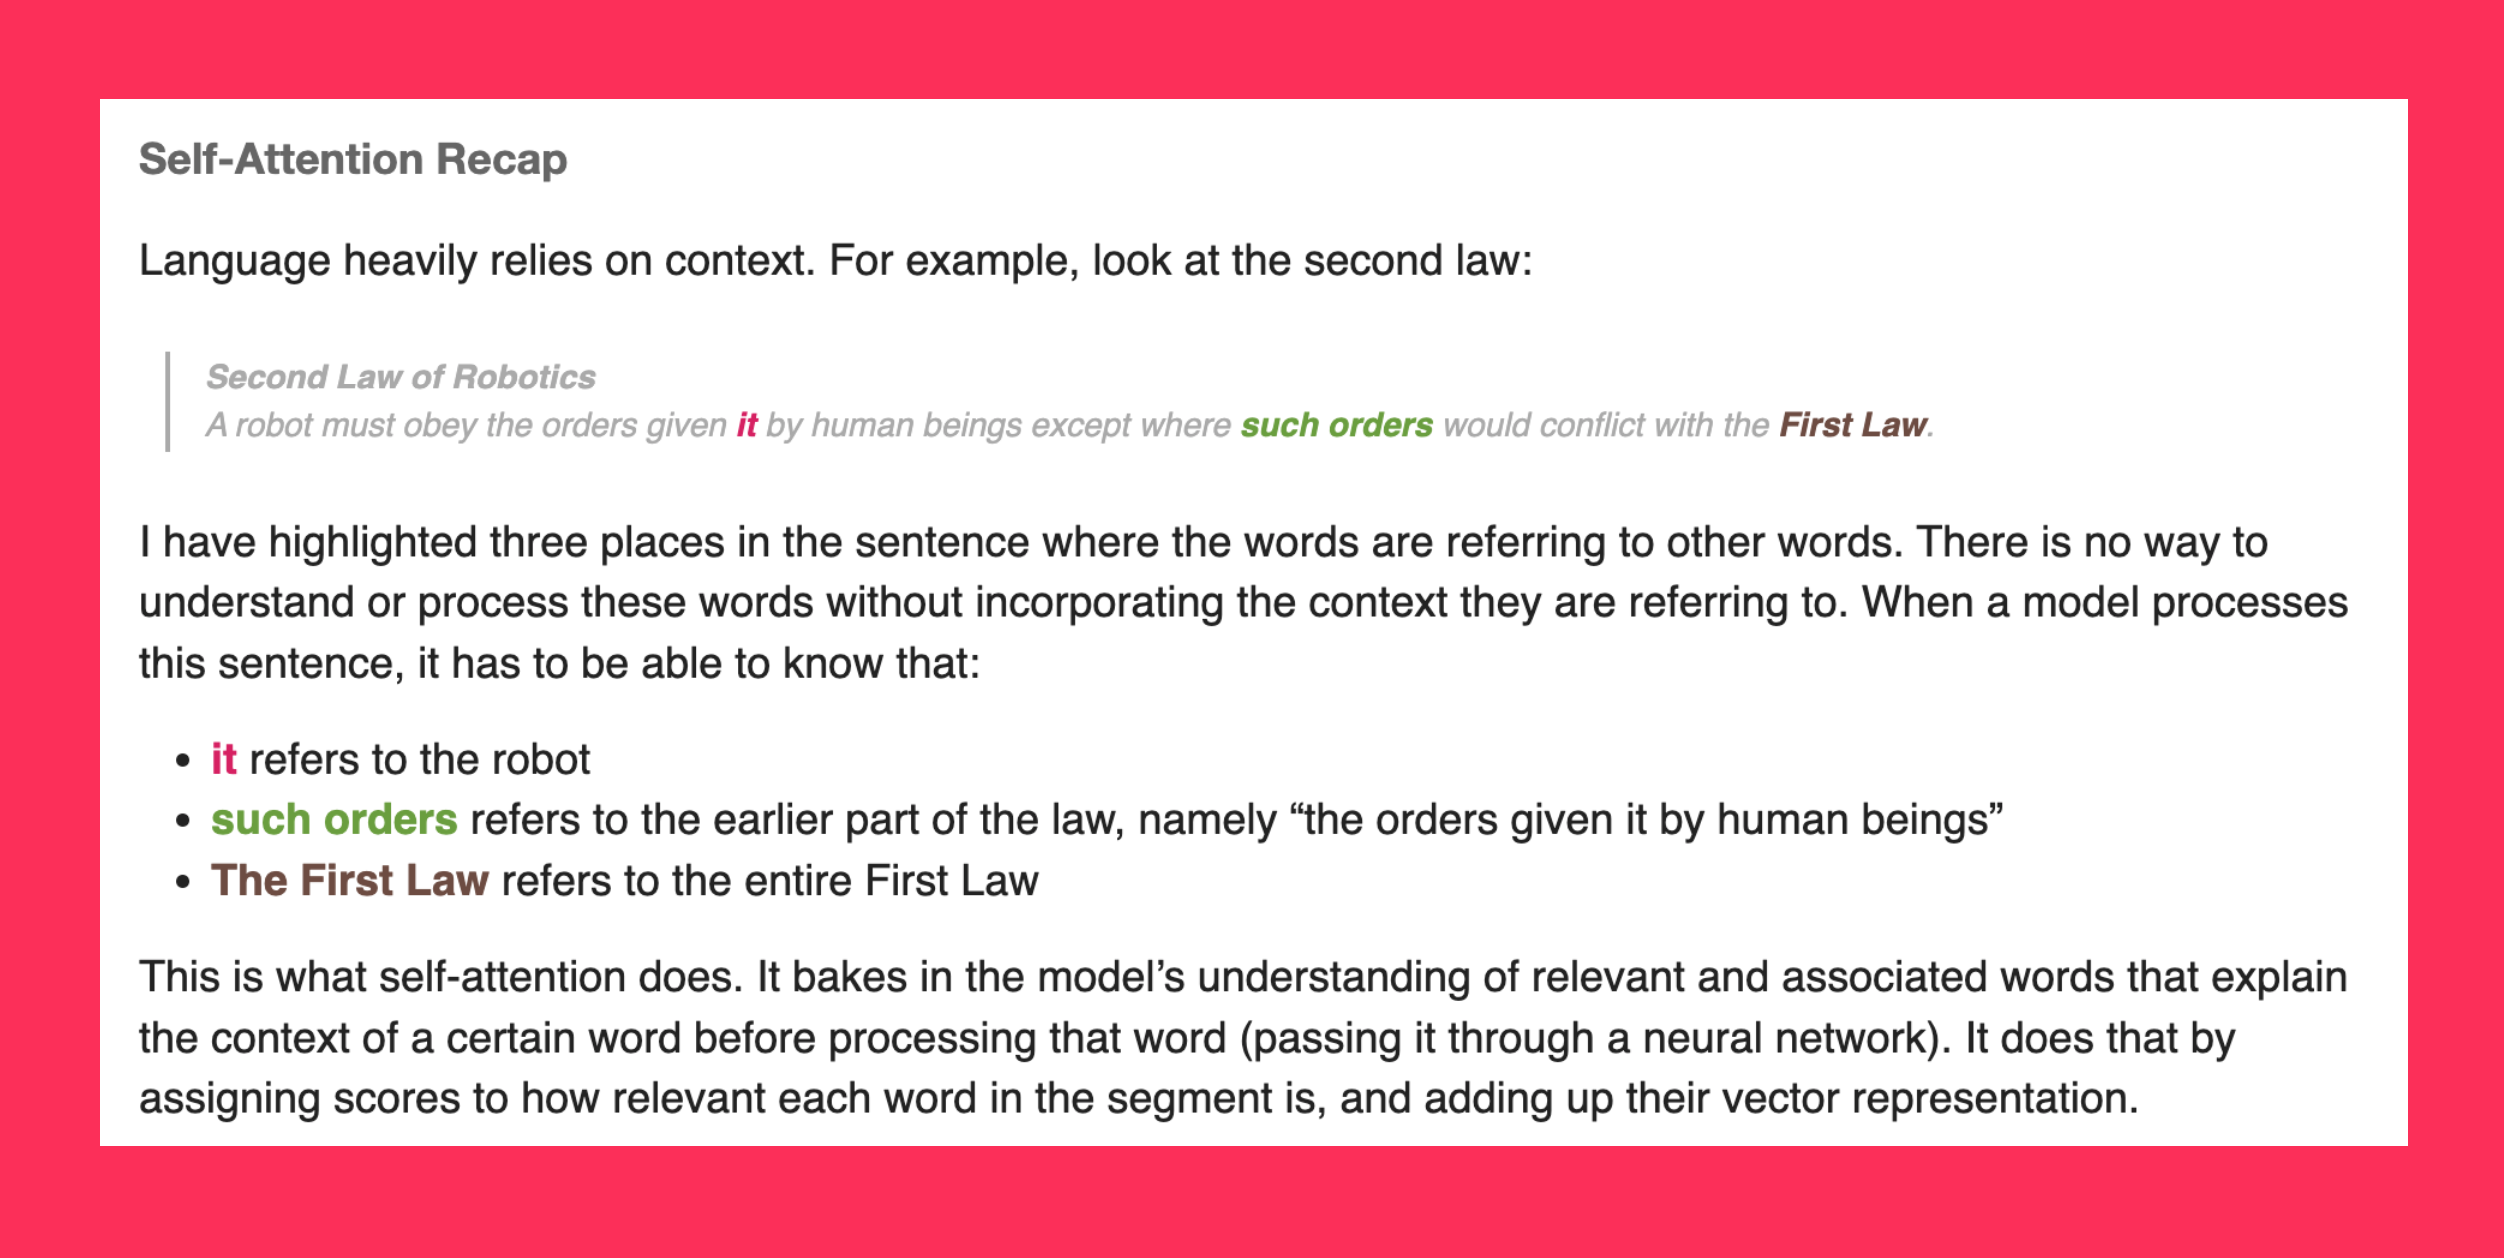 Self-Attention Recap
Language heavily relies on context. For example, look at the second law:
Second Law of Robotics
A robot must obey the orders given it by human beings except where such orders would conflict with the First Law.
I have highlighted three places in the sentence where the words are referring to other words. There is no way to
understand or process these words without incorporating the context they are referring to. When a model processes
this sentence, it has to be able to know that:
• it refers to the robot
• such orders refers to the earlier part of the law, namely “the orders given it by human beings”
• The First Law refers to the entire First Law
This is what self-attention does. It bakes in the model’s understanding of relevant and associated words that explain
the context of a certain word before processing that word (passing it through a neural network). It does that by
assigning scores to how relevant each word in the segment is, and adding up their vector representation.